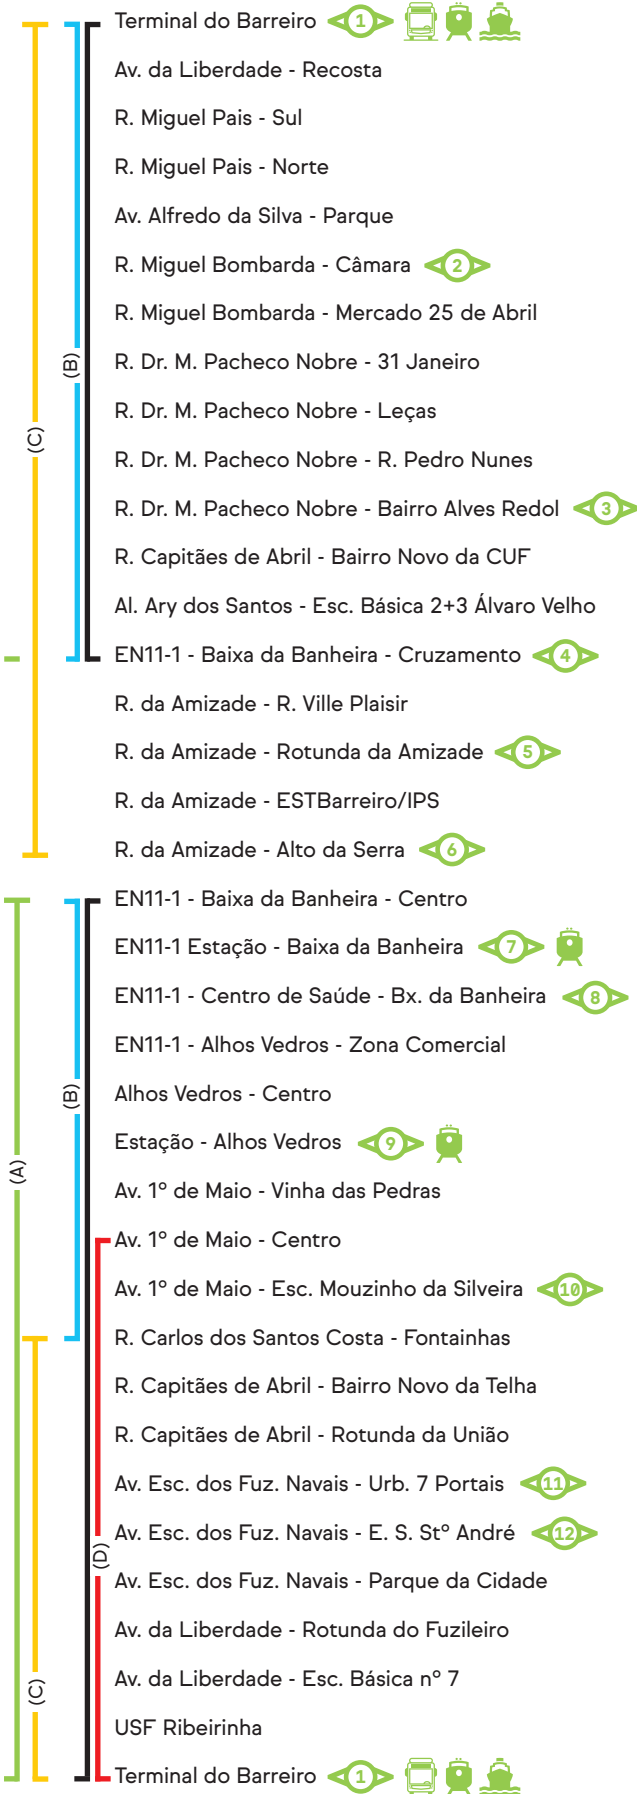 Terminal do Barreiro 1
Av. da Liberdade - Recosta
R. Miguel Pais - Sul
R. Miguel Pais - Norte
Av. Alfredo da Silva - Parque
R. Miguel Bombarda - Câmara 2
R. Miguel Bombarda - Mercado 25 de Abril
(B)
R. Dr. M. Pacheco Nobre - 31 Janeiro
R. Dr. M. Pacheco Nobre - Leças
(C)
R. Dr. M. Pacheco Nobre - R. Pedro Nunes
R. Dr. M. Pacheco Nobre - Bairro Alves Redol 3
R. Capitães de Abril - Bairro Novo da CUF
Al. Ary dos Santos - Esc. Básica 2+3 Álvaro Velho
EN11-1 - Baixa da Banheira - Cruzamento 4
R. da Amizade - R. Ville Plaisir
R. da Amizade - Rotunda da Amizade 5
R. da Amizade - ESTBarreiro/IPS
R. da Amizade - Alto da Serra 6
EN11-1 - Baixa da Banheira - Centro
EN11-1 Estação - Baixa da Banheira 7
EN11-1 - Centro de Saúde - Bx. da Banheira 8
EN11-1 - Alhos Vedros - Zona Comercial
(B)
Alhos Vedros - Centro
Estação - Alhos Vedros 9
(A)
Av. 1º de Maio - Vinha das Pedras
Av. 1º de Maio - Centro
Av. 1º de Maio - Esc. Mouzinho da Silveira 10
R. Carlos dos Santos Costa - Fontainhas
R. Capitães de Abril - Bairro Novo da Telha
R. Capitães de Abril - Rotunda da União
Av. Esc. dos Fuz. Navais - Urb. 7 Portais 11
Av. Esc. dos Fuz. Navais - E. S. Stº André 12
(D)
Av. Esc. dos Fuz. Navais - Parque da Cidade
Av. da Liberdade - Rotunda do Fuzileiro
Av. da Liberdade - Esc. Básica nº 7
(C)
USF Ribeirinha
Terminal do Barreiro 1